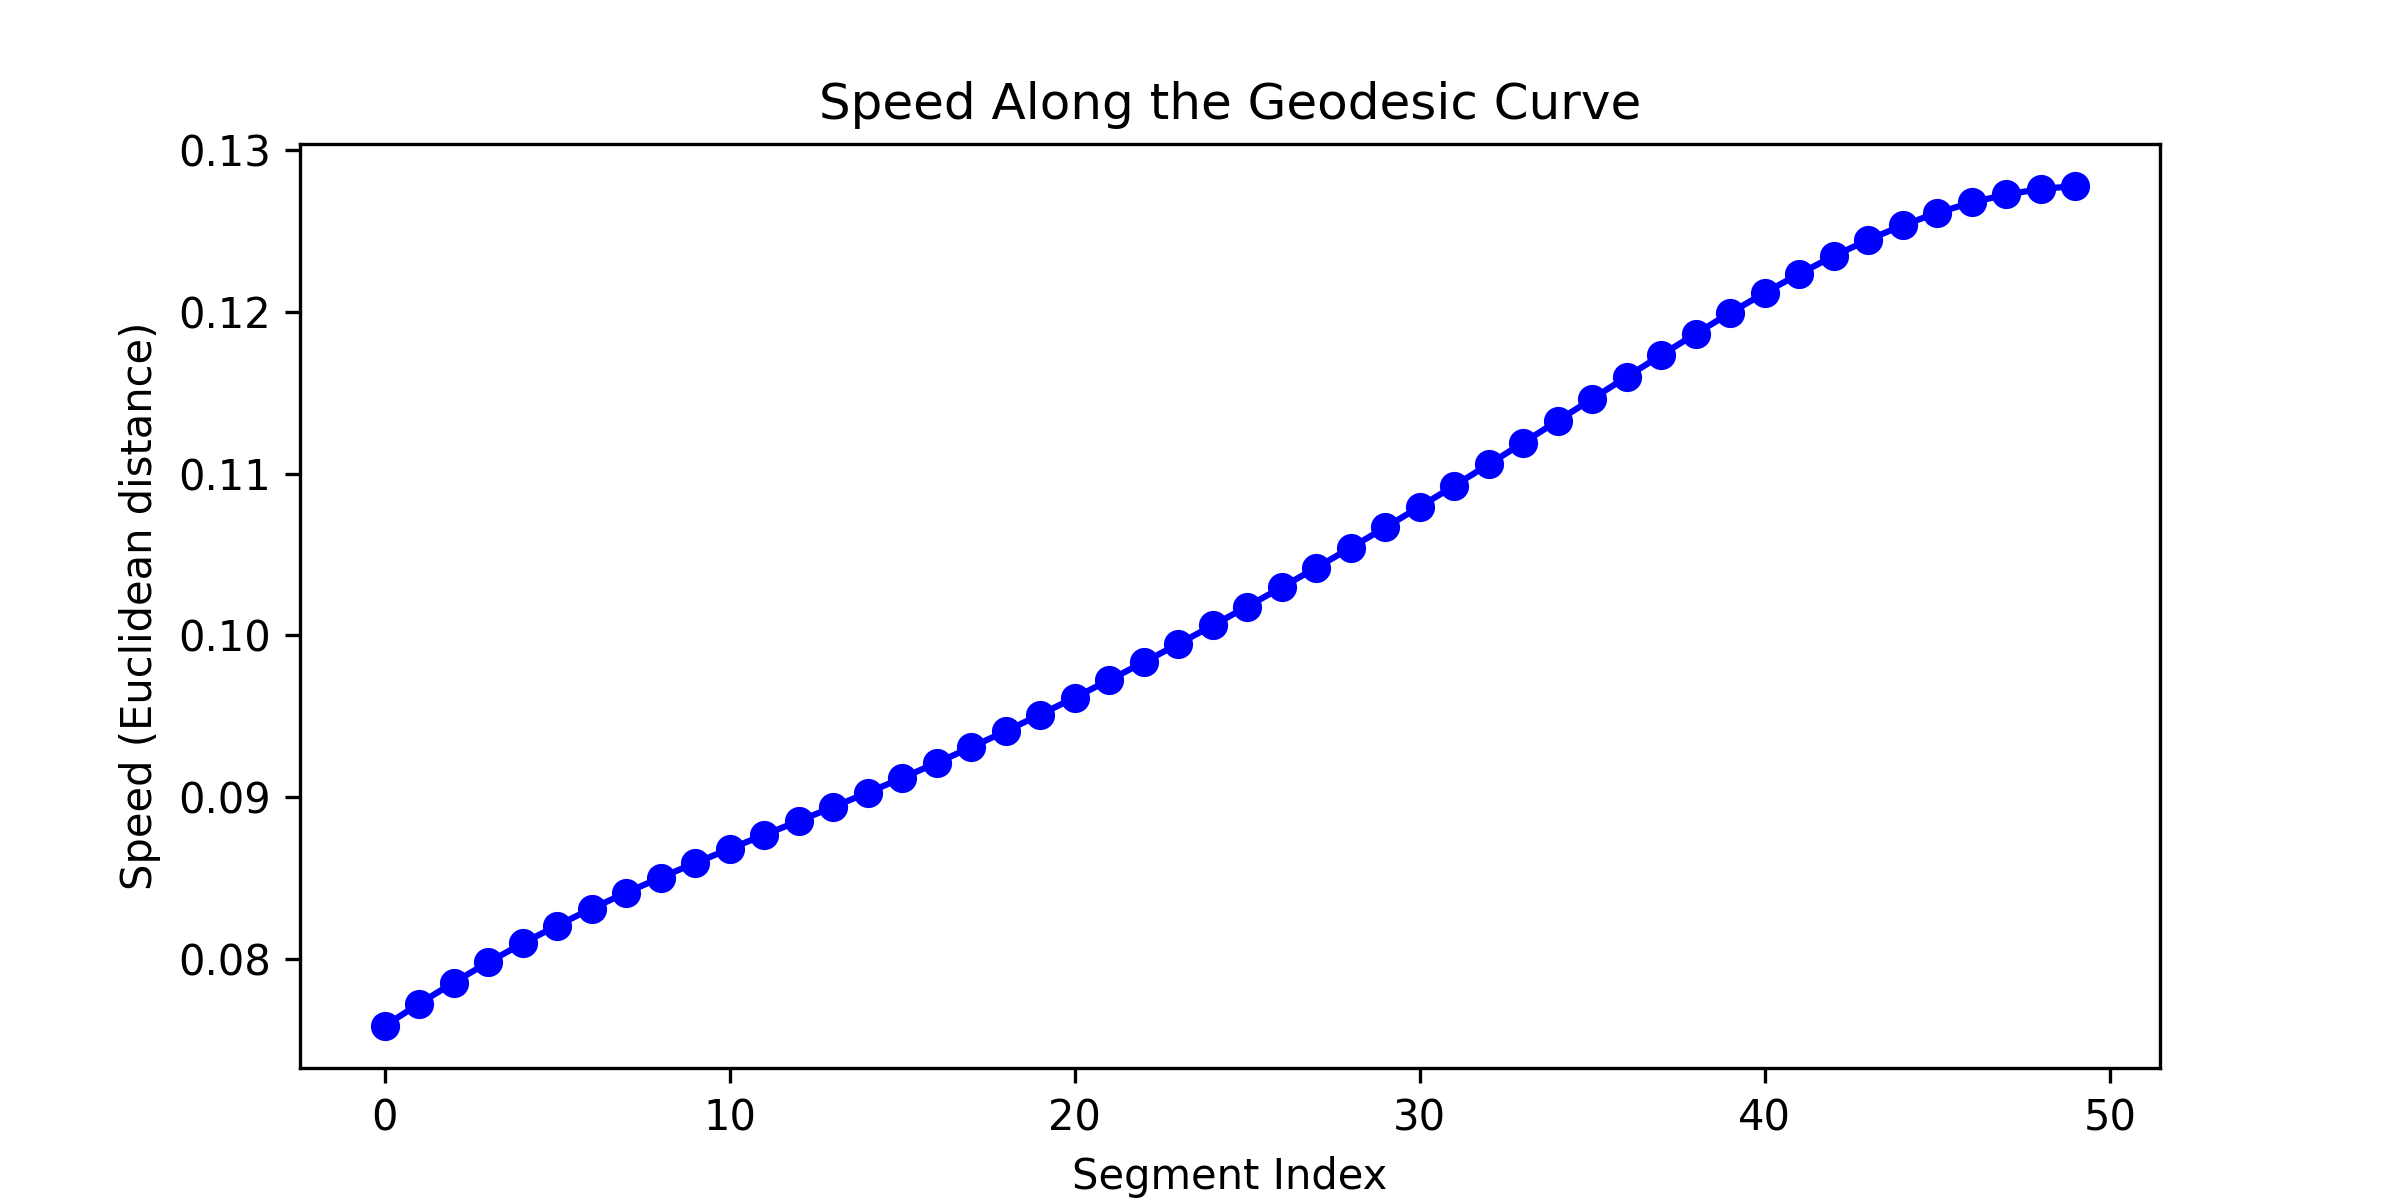 Speed Along the Geodesic Curve
0.13
0.12
0.11
0.10
0.09
0.08
Speed (Euclidean distance)
0 10 20 30 40 50
Segment Index